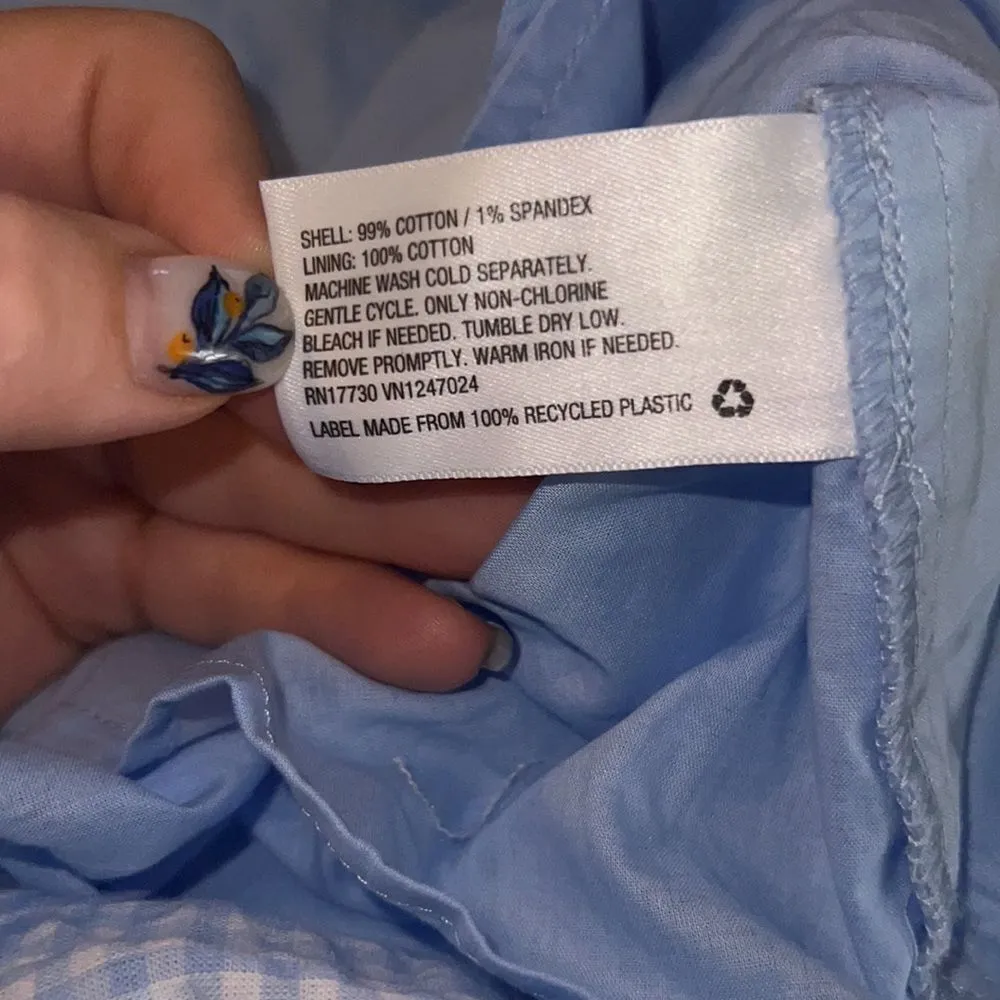 SHELL: 99% COTTON / 1% SPANDEX
LINING: 100% COTTON
MACHINE WASH COLD SEPARATELY.
GENTLE CYCLE. ONLY NON-CHLORINE
BLEACH IF NEEDED. TUMBLE DRY LOW.
REMOVE PROMPTLY. WARM IRON IF NEEDED.
RN17730 VN1247024
LABEL MADE FROM 100% RECYCLED PLASTIC